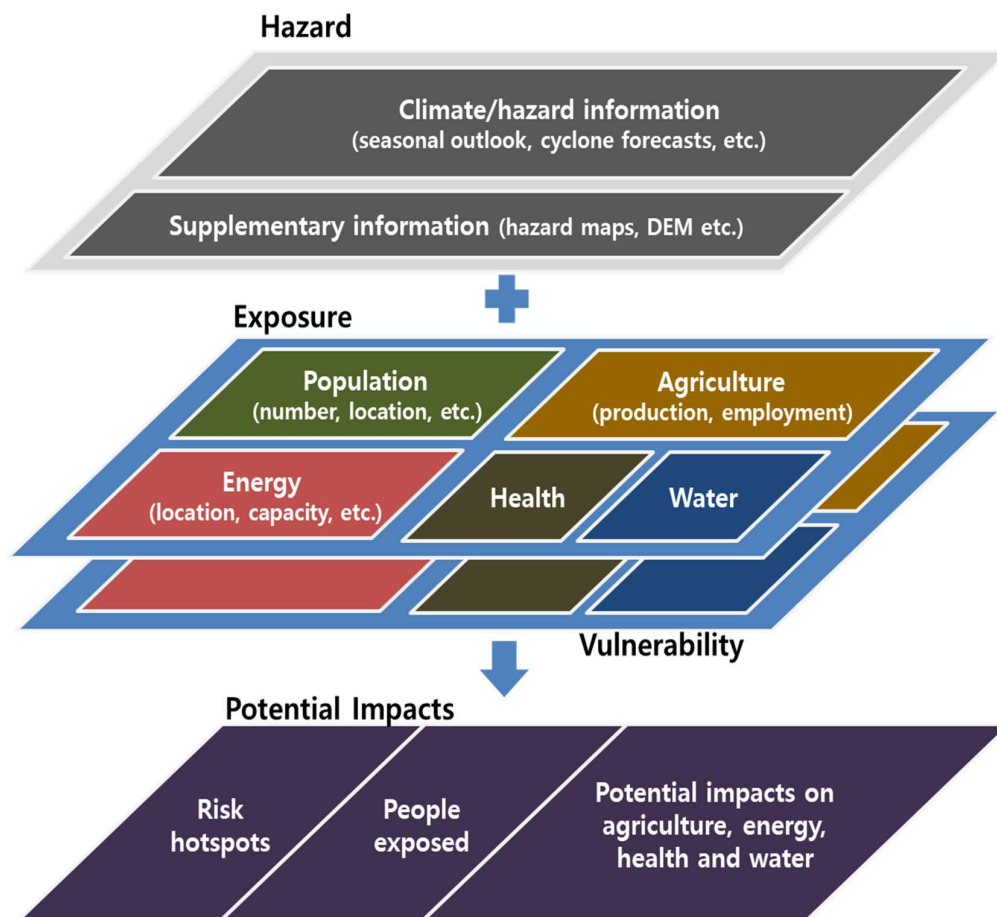 Hazard
Climate/hazard information
(seasonal outlook, cyclone forecasts, etc.)
Supplementary information (hazard maps, DEM etc.)
Exposure
Population
(number, location, etc.)
Agriculture
(production, employment)
Energy
(location, capacity, etc.)
Health
Water
Vulnerability
Potential Impacts
Risk
hotspots
People
exposed
Potential impacts on
agriculture, energy,
health and water